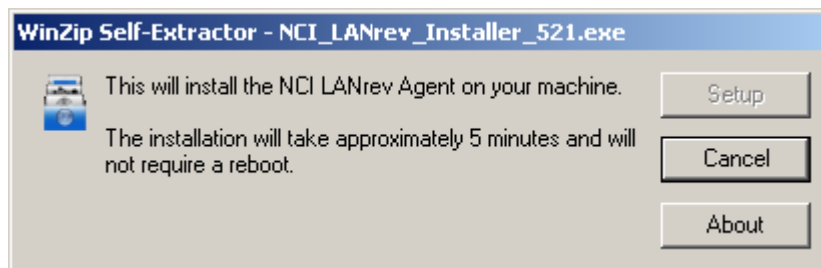 WinZip Self-Extractor - NCI_LANrev_Installer_521.exe
This will install the NCI LANrev Agent on your machine.
The installation will take approximately 5 minutes and will
not require a reboot.
Setup
Cancel
About